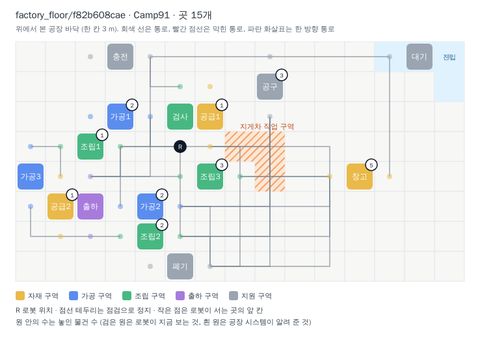 factory_floor/f82b608cae · Camp91 · 곳 15개
위에서 본 공장 바닥 (한 칸 3 m). 회색 선은 통로, 빨간 점선은 막힌 통로, 파란 화살표는 한 방향 통로
충전
대기
진입
공구
3
가공1
2
검사
공급1
1
지게차 작업 구역
조립1
1
R
가공3
조립3
2
창고
5
공급2
1
출하
가공2
2
조립2
2
폐기
자재 구역
가공 구역
조립 구역
출하 구역
지원 구역
R 로봇 위치 · 점선 테두리는 점검으로 정지 · 작은 점은 로봇이 서는 곳의 앞 칸
원 안의 수는 놓인 물건 수 (검은 원은 로봇이 지금 보는 것, 흰 원은 공장 시스템이 알려 준 것)